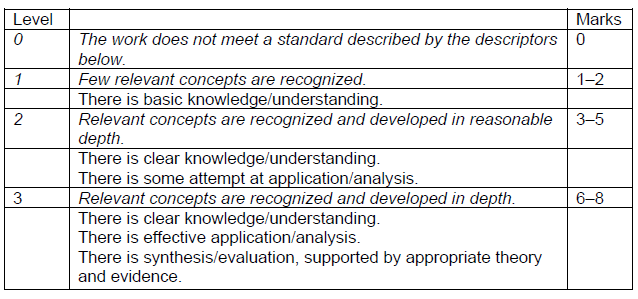 Level Marks
0 The work does not meet a standard described by the descriptors 0
below.
1 Few relevant concepts are recognized. 1–2
There is basic knowledge/understanding.
2 Relevant concepts are recognized and developed in reasonable 3–5
depth.
There is clear knowledge/understanding.
There is some attempt at application/analysis.
3 Relevant concepts are recognized and developed in depth. 6–8
There is clear knowledge/understanding.
There is effective application/analysis.
There is synthesis/evaluation, supported by appropriate theory
and evidence.